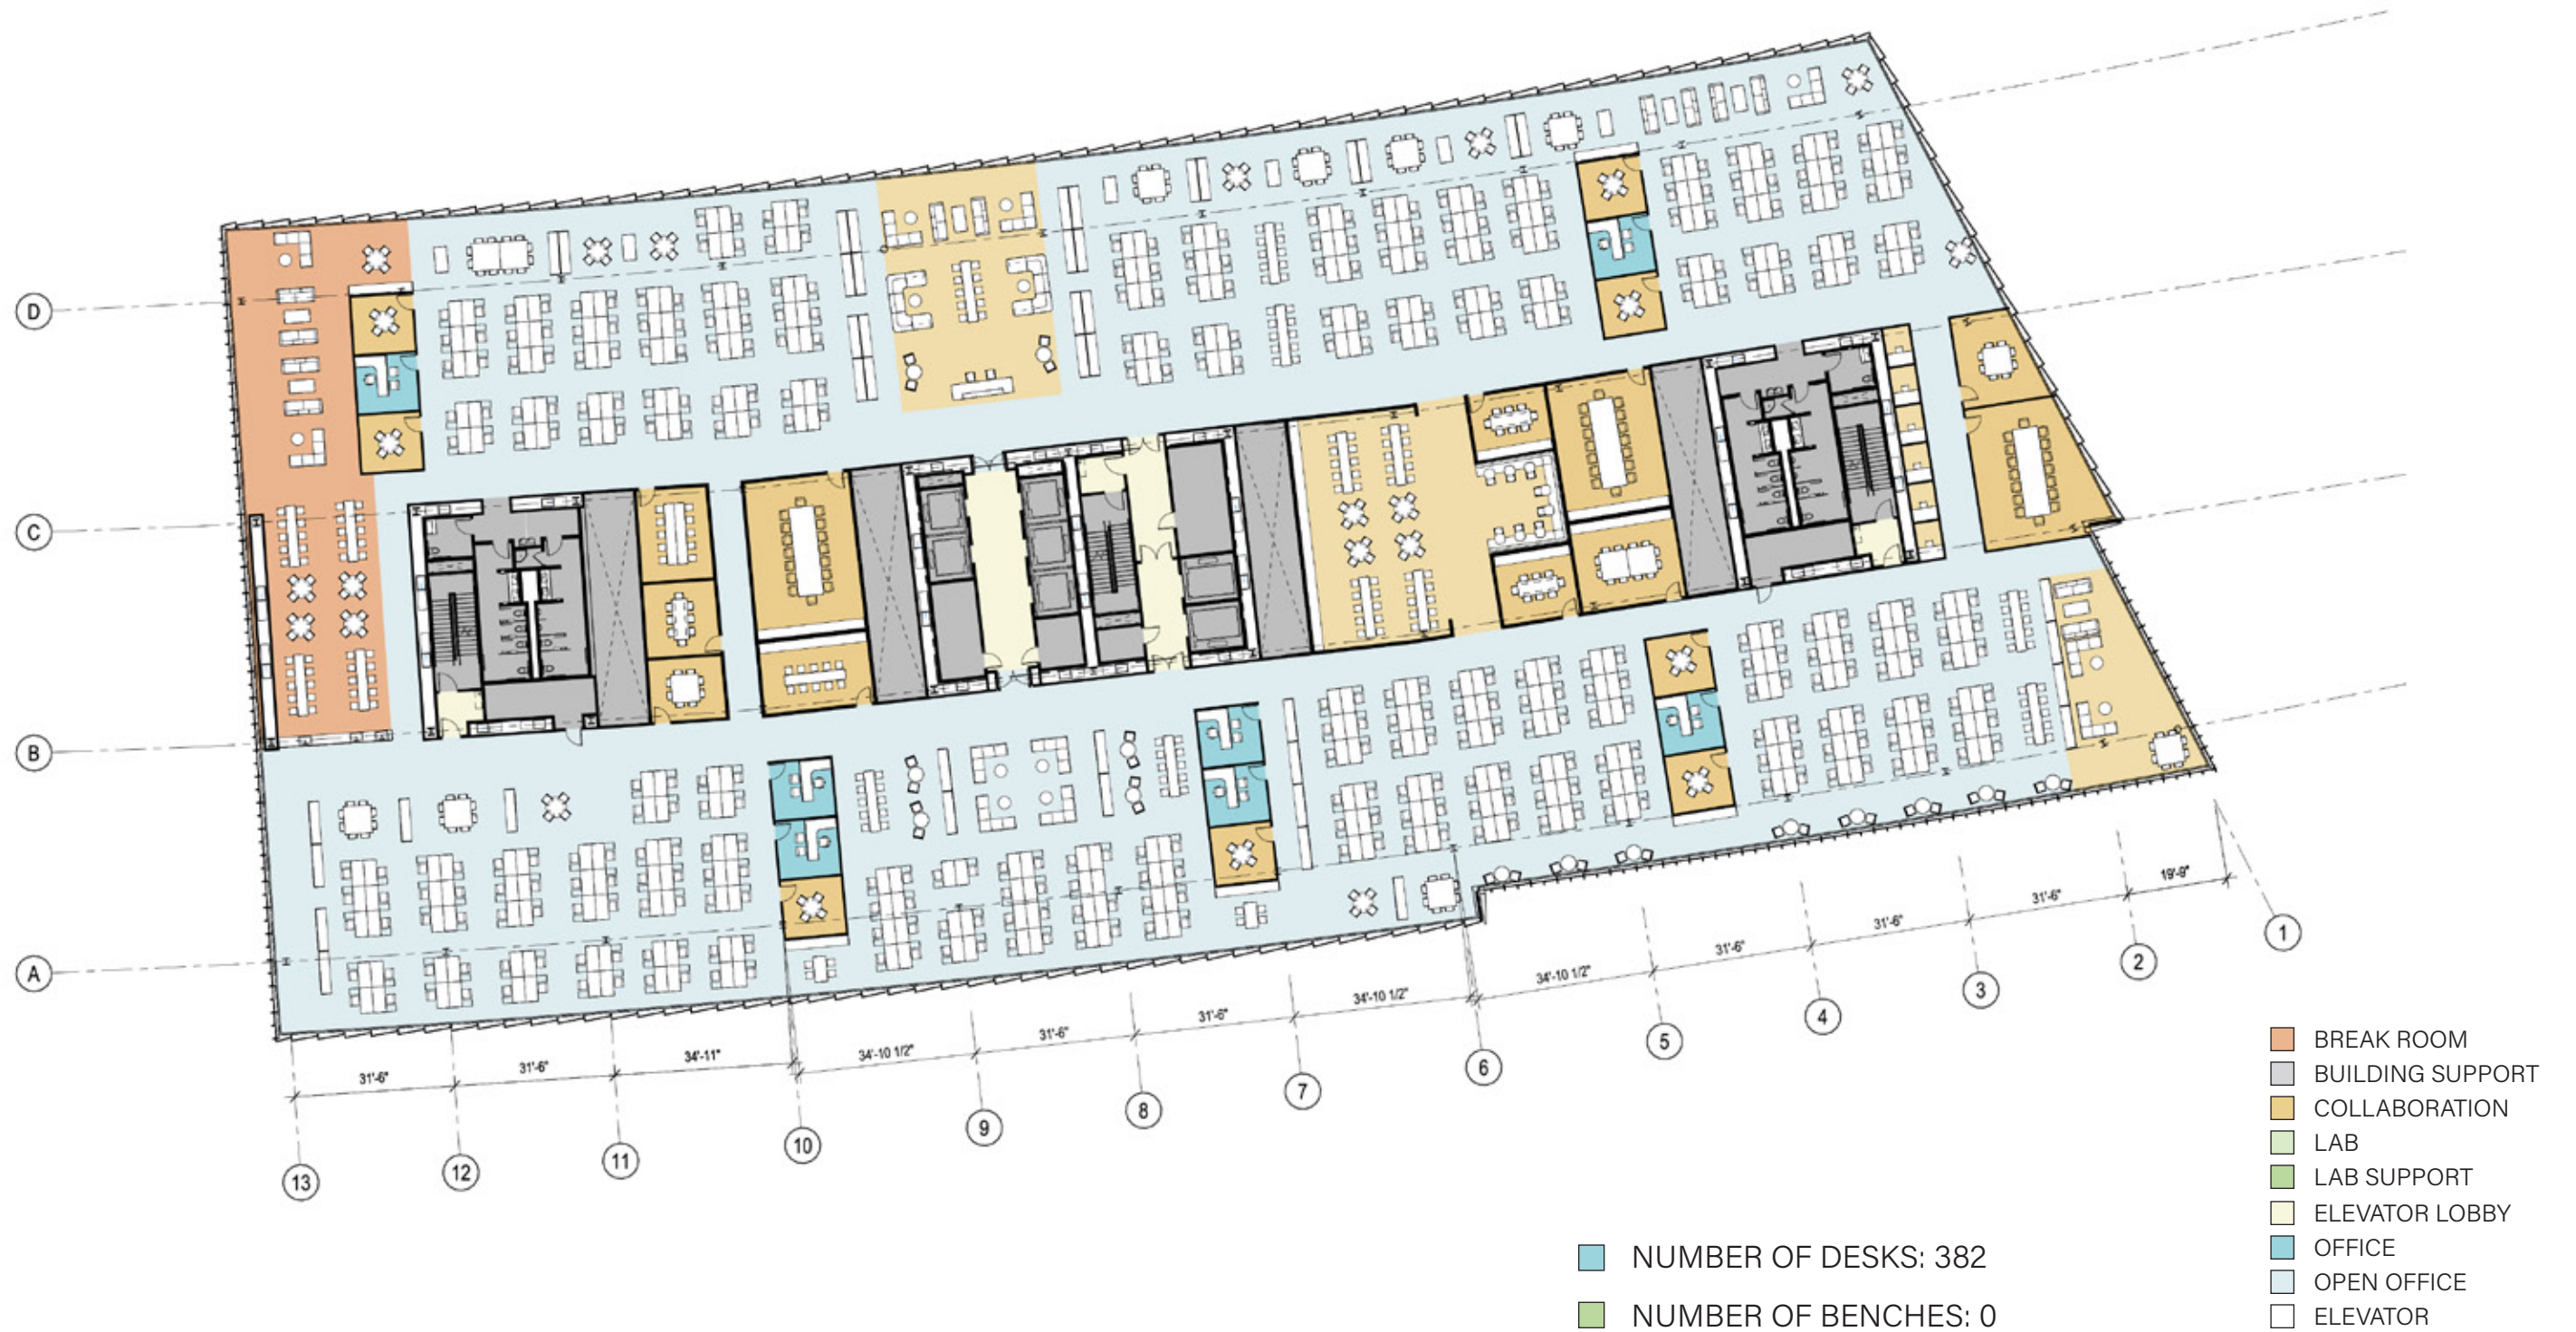 D
C
B
A
31'-6"
31'-6"
34'-11"
34'-10 1/2"
31'-6"
31'-6"
34'-10 1/2"
34'-10 1/2"
31'-6"
31'-6"
31'-6"
19'-9"
13
12
11
10
9
8
7
6
5
4
3
2
1
NUMBER OF DESKS: 382
NUMBER OF BENCHES: 0
BREAK ROOM
BUILDING SUPPORT
COLLABORATION
LAB
LAB SUPPORT
ELEVATOR LOBBY
OFFICE
OPEN OFFICE
ELEVATOR